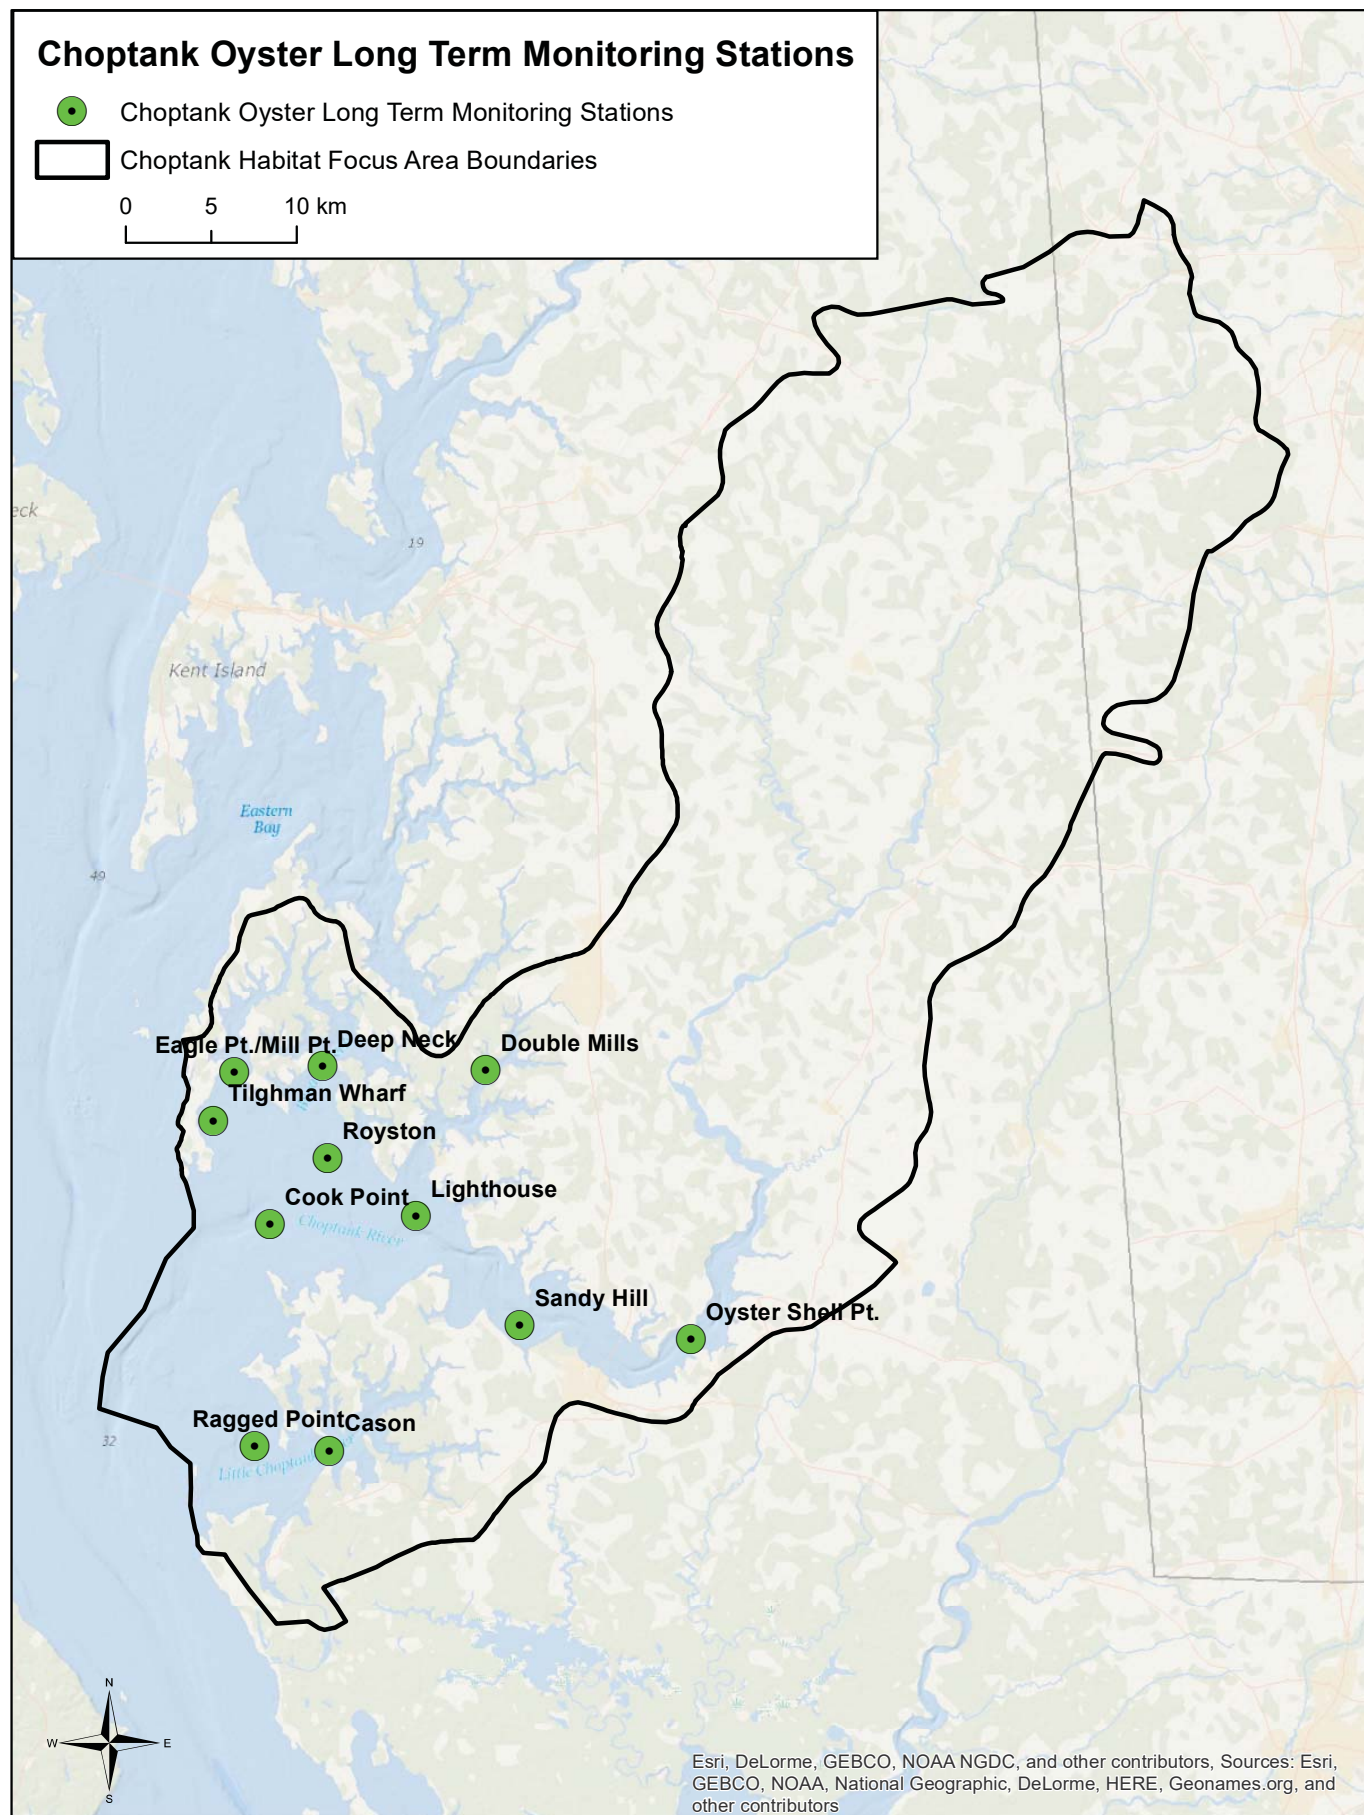 Choptank Oyster Long Term Monitoring Stations
Choptank Oyster Long Term Monitoring Stations
Choptank Habitat Focus Area Boundaries
0 5 10 km
eck
19
Kent Island
Eastern
Bay
49
Eagle Pt./Mill Pt.
Deep Neck
Double Mills
Tilghman Wharf
Royston
Cook Point
Lighthouse
Choptank River
Sandy Hill
Oyster Shell Pt.
Ragged Point
Cason
32
Little Choptank
N
W E
S
Esri, DeLorme, GEBCO, NOAA NGDC, and other contributors, Sources: Esri,
GEBCO, NOAA, National Geographic, DeLorme, HERE, Geonames.org, and
other contributors